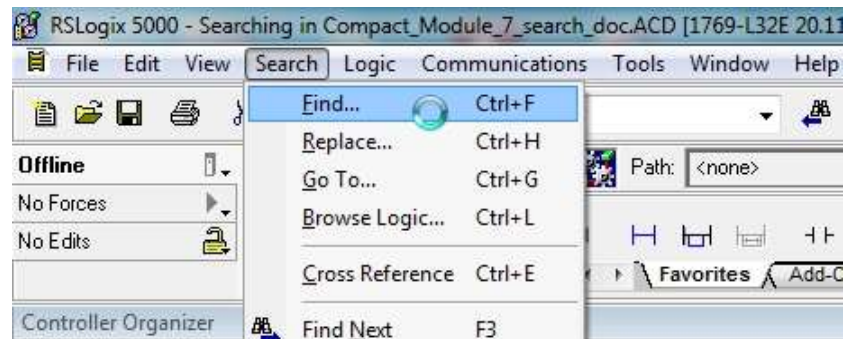 RSLogix 5000 - Searching in Compact_Module_7_search_doc.ACD [1769-L32E 20.11
File Edit View Search Logic Communications Tools Window Help
Find... Ctrl+F
Replace... Ctrl+H
Offline
Path: <none>
Go To... Ctrl+G
No Forces
Browse Logic... Ctrl+L
No Edits
Cross Reference Ctrl+E
Favorites Add-O
Controller Organizer
Find Next F3